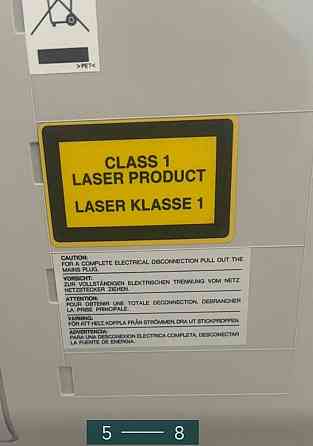 >PET<
CLASS 1
LASER PRODUCT
LASER KLASSE 1
CAUTION:
FOR A COMPLETE ELECTRICAL DISCONNECTION PULL OUT THE
MAINS PLUG.
VORSICHT:
ZUR VOLLSTÄNDIGEN ELEKTRISCHEN TRENNUNG VOM NETZ
NETZSTECKER ZIEHEN.
ATTENTION:
POUR OBTENIR UNE TOTALE DECONNECTION, DEBRANCHER
LA PRISE PRINCIPALE.
VARNING:
FÖR ATT HELT KOPPLA FRÅN STRÖMMEN, DRA UT STICKPROPPEN.
ADVERTENCIA:
PARA UNA DESCONEXION ELECTRICA COMPLETA, DESCONECTAR
LA FUENTE DE ENERGIA.
5 — 8